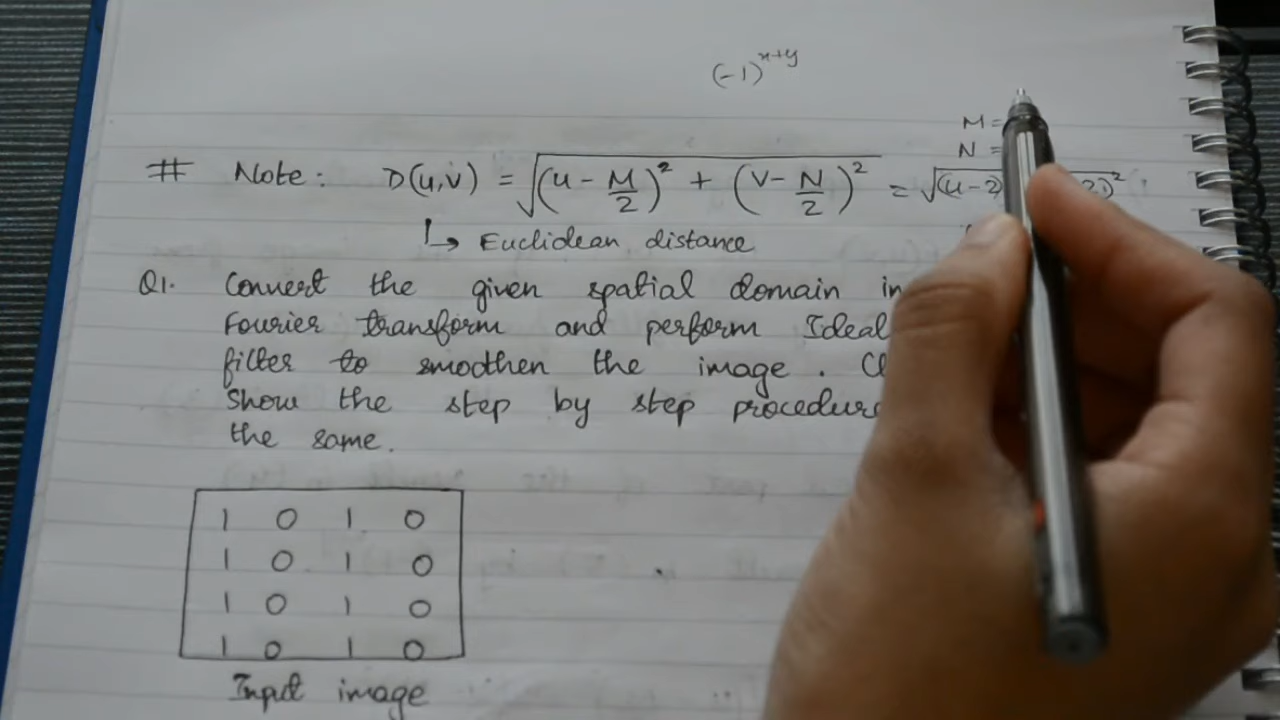 (-1)^{x+y}
M=
N =
# Note: D(u,v) = √((u - M/2)² + (v - N/2)²) = √((u-2) 2)²
↳ Euclidean distance
Q1. Convert the given spatial domain
Fourier transform and perform Ideal
filter to smoothen the image.
Show the step by step
the same.
1 0 1 0
1 0 1 0
1 0 1 0
1 0 1 0
Input image